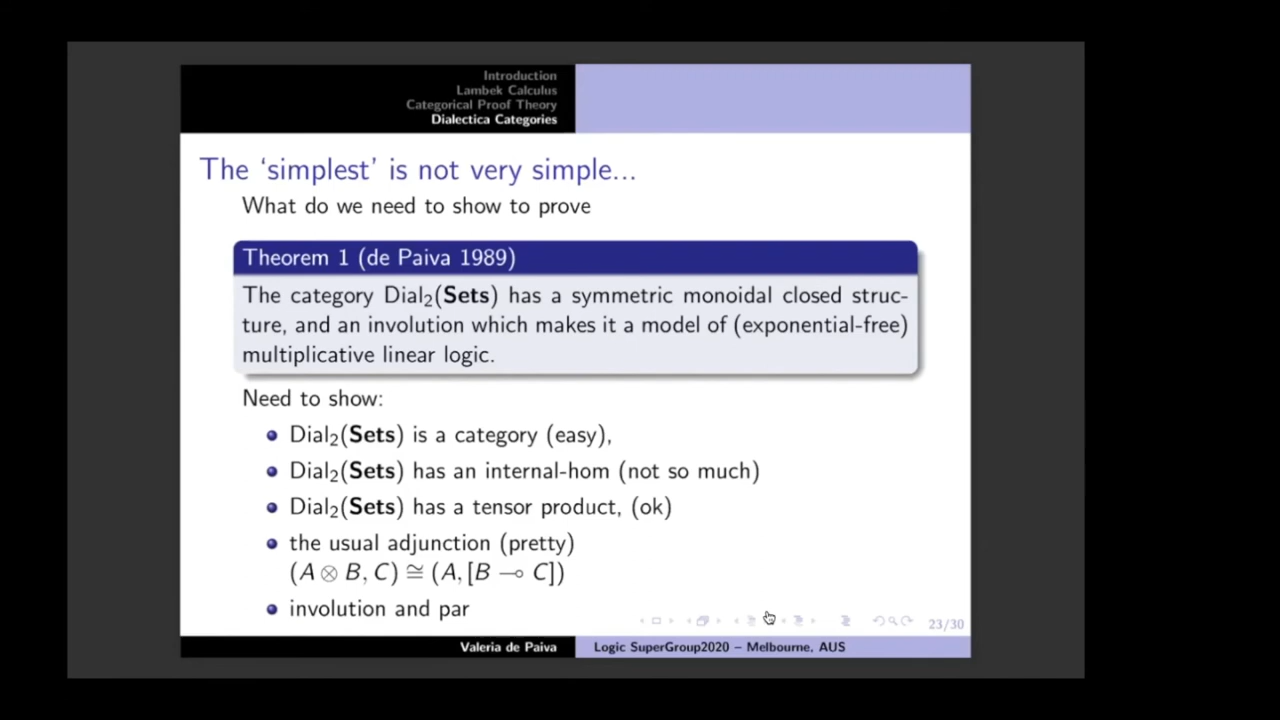 Introduction
Lambek Calculus
Categorical Proof Theory
Dialectica Categories
The ‘simplest’ is not very simple...
What do we need to show to prove
Theorem 1 (de Paiva 1989)
The category Dial₂(Sets) has a symmetric monoidal closed struc-
ture, and an involution which makes it a model of (exponential-free)
multiplicative linear logic.
Need to show:
Dial₂(Sets) is a category (easy),
Dial₂(Sets) has an internal-hom (not so much)
Dial₂(Sets) has a tensor product, (ok)
the usual adjunction (pretty)
(A ⊗ B, C) ≅ (A, [B ⊸ C])
involution and par
23/30
Valeria de Paiva
Logic SuperGroup2020 – Melbourne, AUS